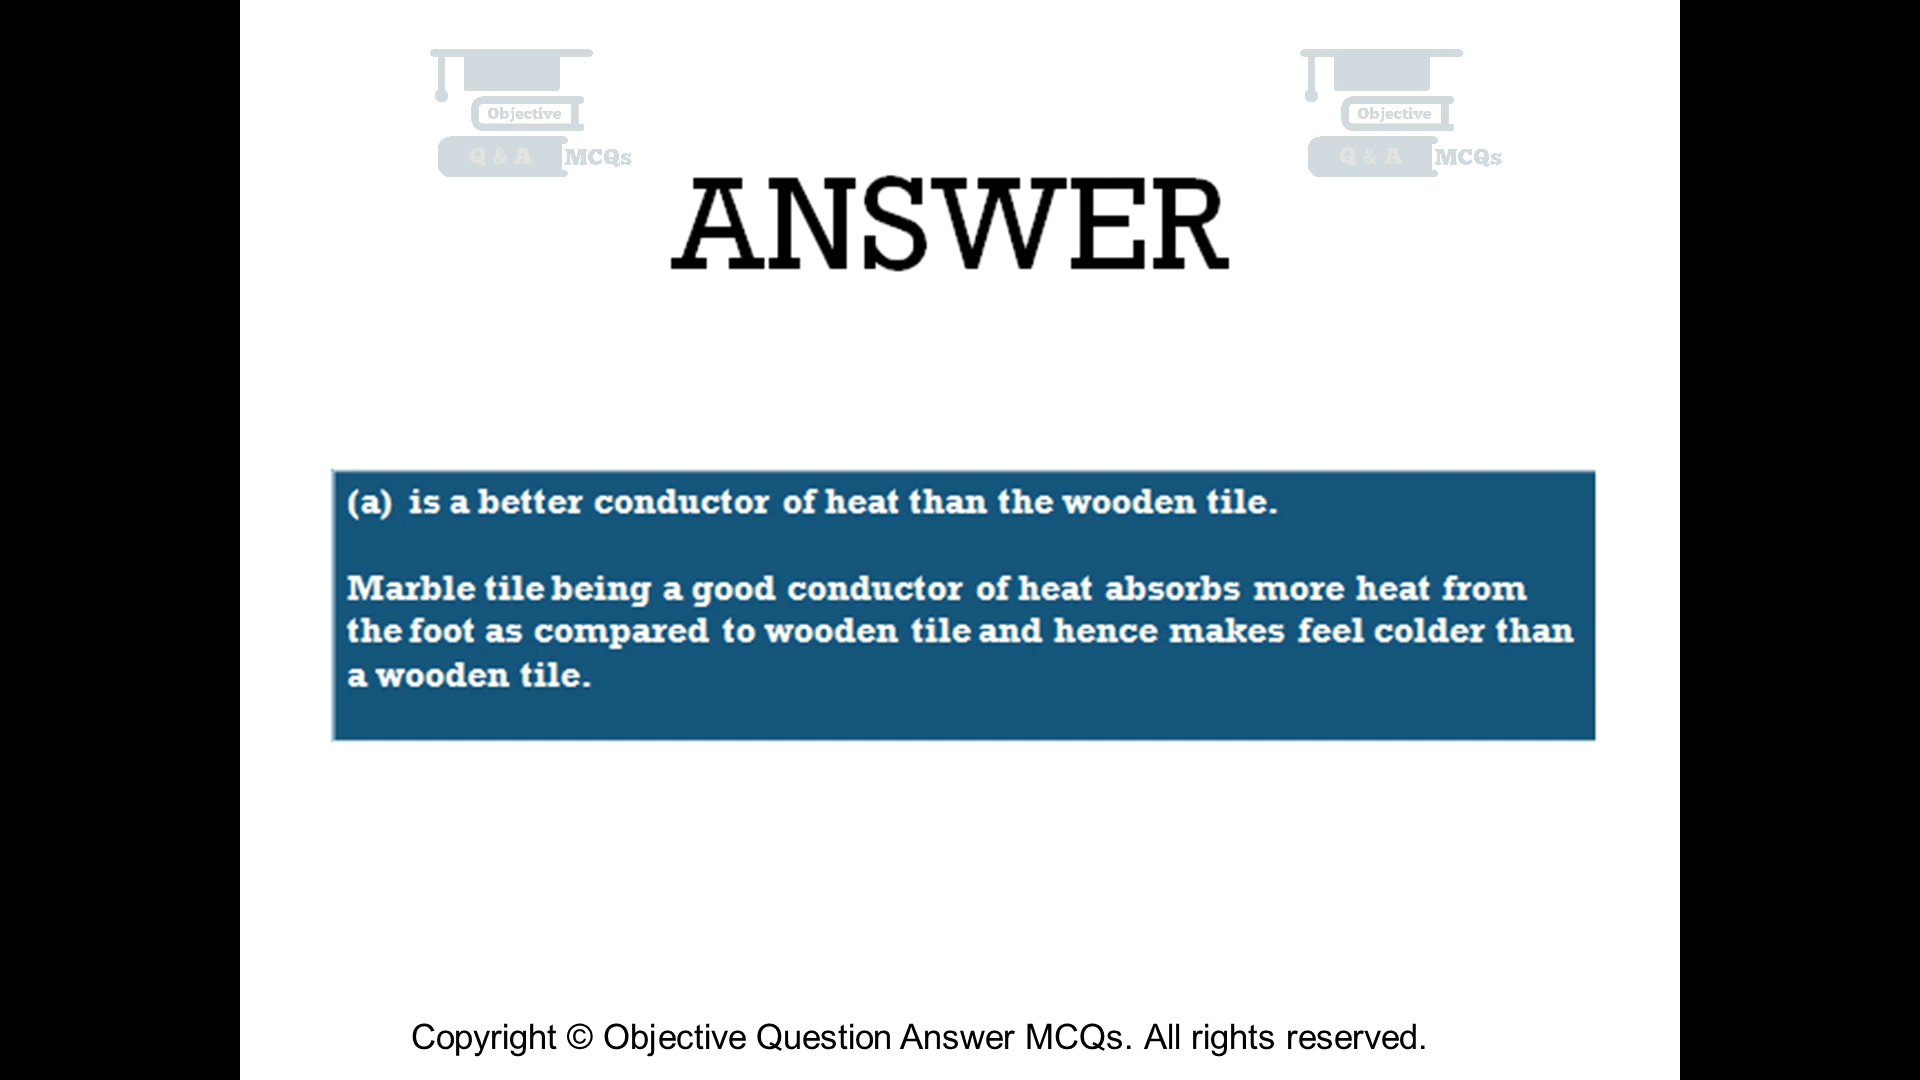 Objective
Q & A MCQs
Objective
Q & A MCQs
ANSWER
(a) is a better conductor of heat than the wooden tile.
Marble tile being a good conductor of heat absorbs more heat from
the foot as compared to wooden tile and hence makes feel colder than
a wooden tile.
Copyright © Objective Question Answer MCQs. All rights reserved.